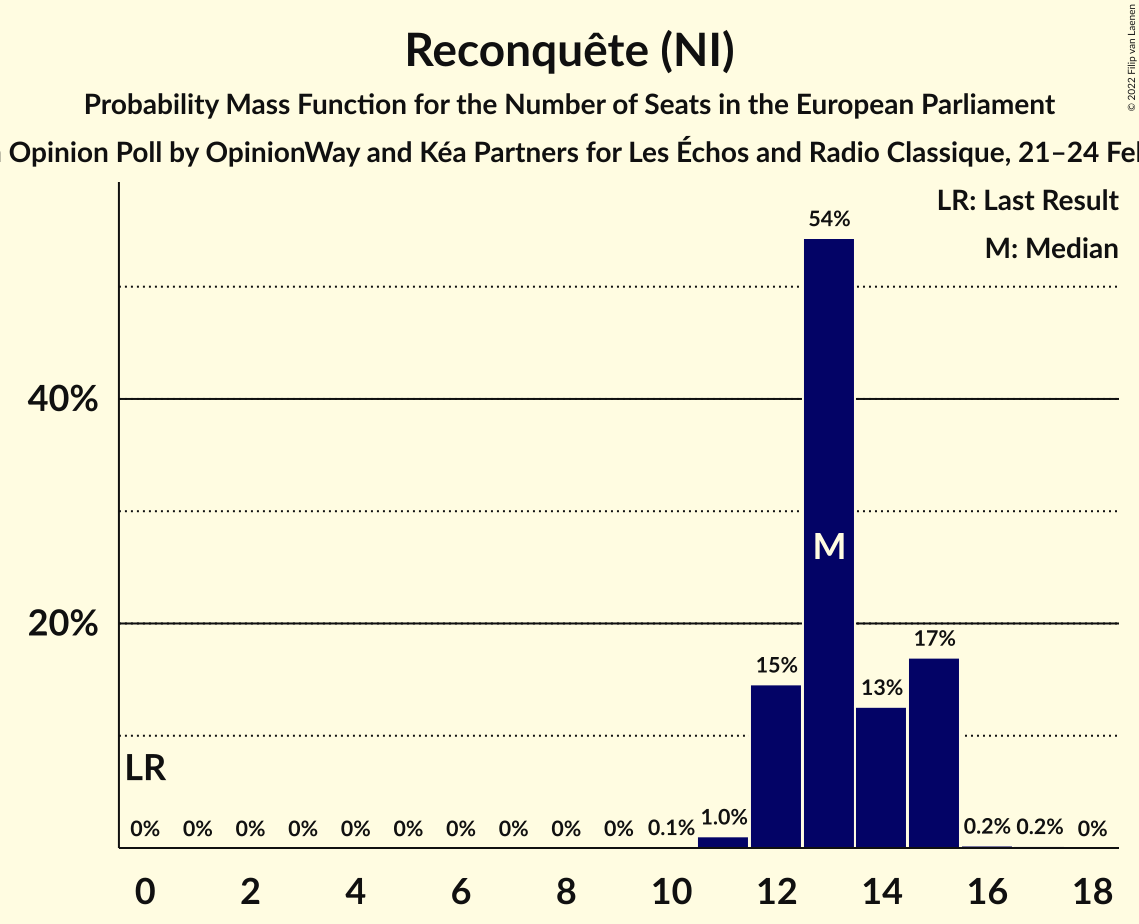 Reconquête (NI)
Probability Mass Function for the Number of Seats in the European Parliament
Opinion Poll by OpinionWay and Kéa Partners for Les Échos and Radio Classique, 21–24
© 2022 Filip van Laenen
LR: Last Result
M: Median
54%
40%
M
20%
17%
15%
13%
LR
0% 0% 0% 0% 0% 0% 0% 0% 0% 0% 0.1% 1.0% 0.2% 0.2% 0%
0 2 4 6 8 10 12 14 16 18